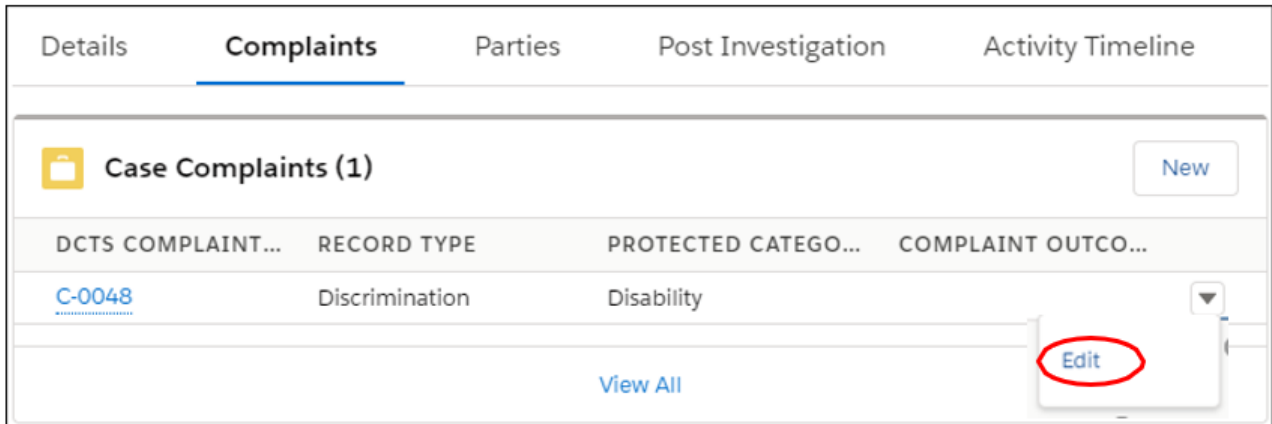 Details Complaints Parties Post Investigation Activity Timeline
Case Complaints (1) New
DCTS COMPLAINT... RECORD TYPE PROTECTED CATEGO... COMPLAINT OUTCO...
C-0048 Discrimination Disability
Edit
View All